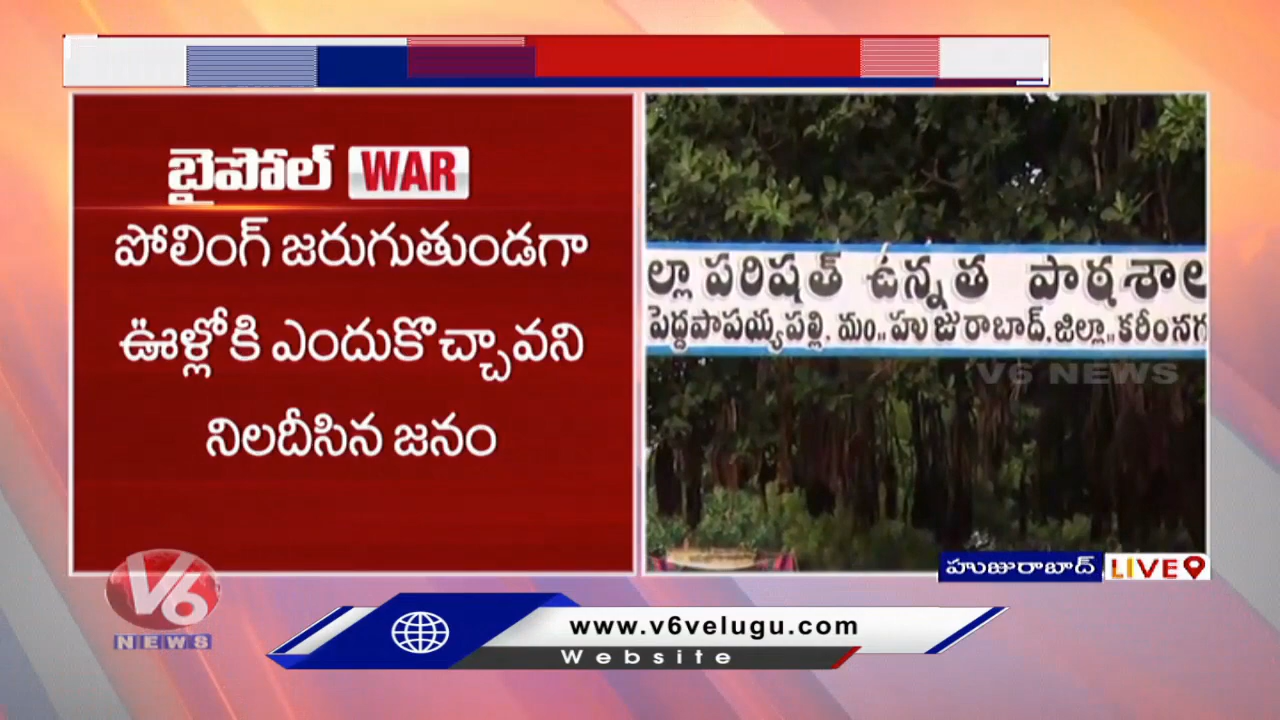 బైపోల్ WAR
పోలింగ్ జరుగుతుండగా
ఊళ్లోకి ఎందుకొచ్చావని
నిలదీసిన జనం
ల్లా పరిషత్ ఉన్నత పాఠశాల
పెద్దపాపయ్యపల్లి, మం.. హుజురాబాద్. జిల్లా.. కరీంనగ
V6 NEWS
హుజురాబాద్ LIVE
V6
NEWS
www.v6velugu.com
Website